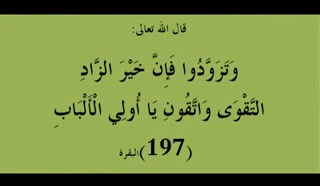 قال الله تعالى:
وَتَزَوَّدُوا فَإِنَّ خَيْرَ الزَّادِ
التَّقْوَى وَاتَّقُونِ يَا أُولِي الْأَلْبَابِ
(197)البقرة